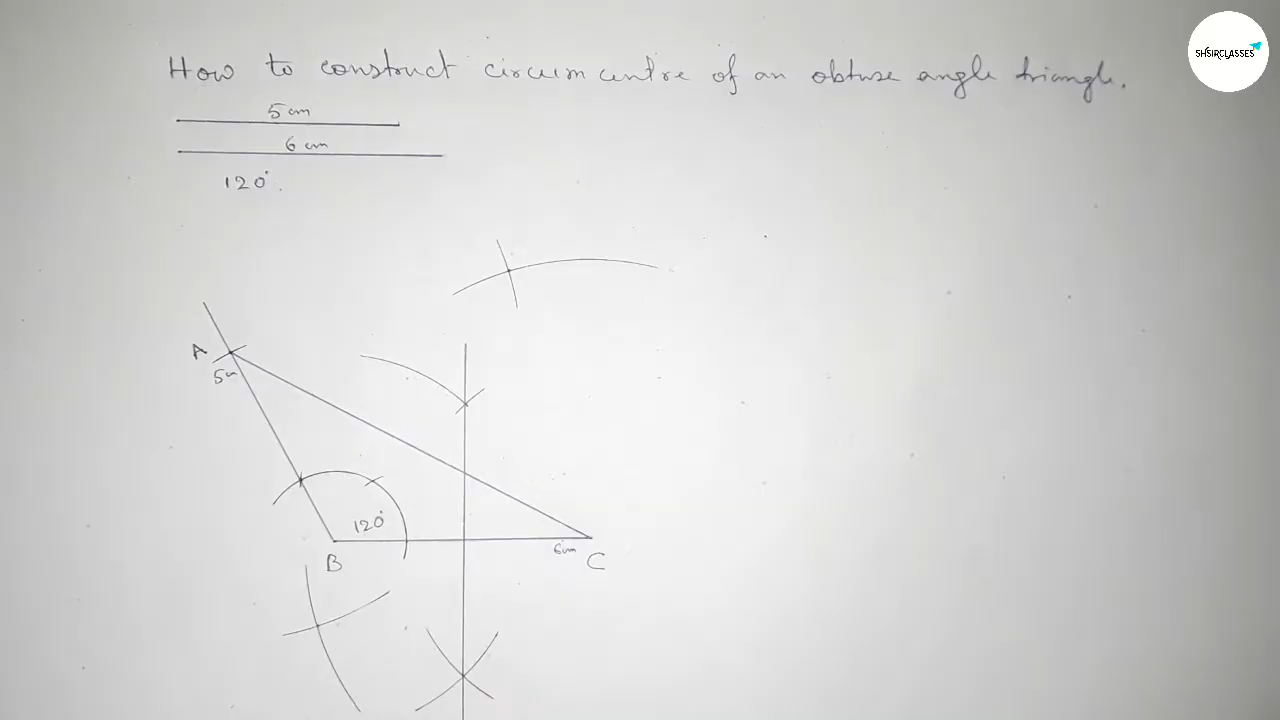 How to construct circum centre of an obtuse angle triangle.
5 cm
6 cm
120°
A
5cm
120°
B
6cm
C
SHSIRCLASSES